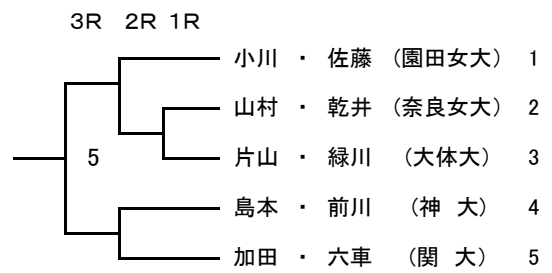 3R 2R 1R
小川 ・ 佐藤 (園田女大) 1
山村 ・ 乾井 (奈良女大) 2
5 片山 ・ 緑川 (大体大) 3
島本 ・ 前川 (神 大) 4
加田 ・ 六車 (関 大) 5